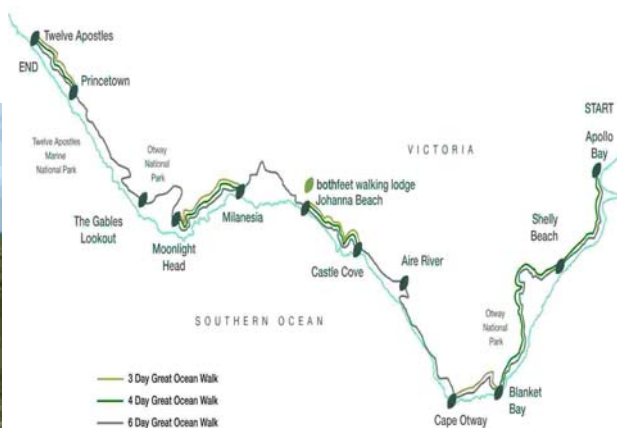 Twelve Apostles
END
Princetown
START
Apollo
Bay
Twelve Apostles
Marine
National Park
Otway
National
Park
VICTORIA
bothfeet walking lodge
Johanna Beach
Milanesia
The Gables
Lookout
Moonlight
Head
Shelly
Beach
Castle Cove
Aire River
SOUTHERN OCEAN
Otway
National
Park
3 Day Great Ocean Walk
4 Day Great Ocean Walk
6 Day Great Ocean Walk
Cape Otway
Blanket
Bay